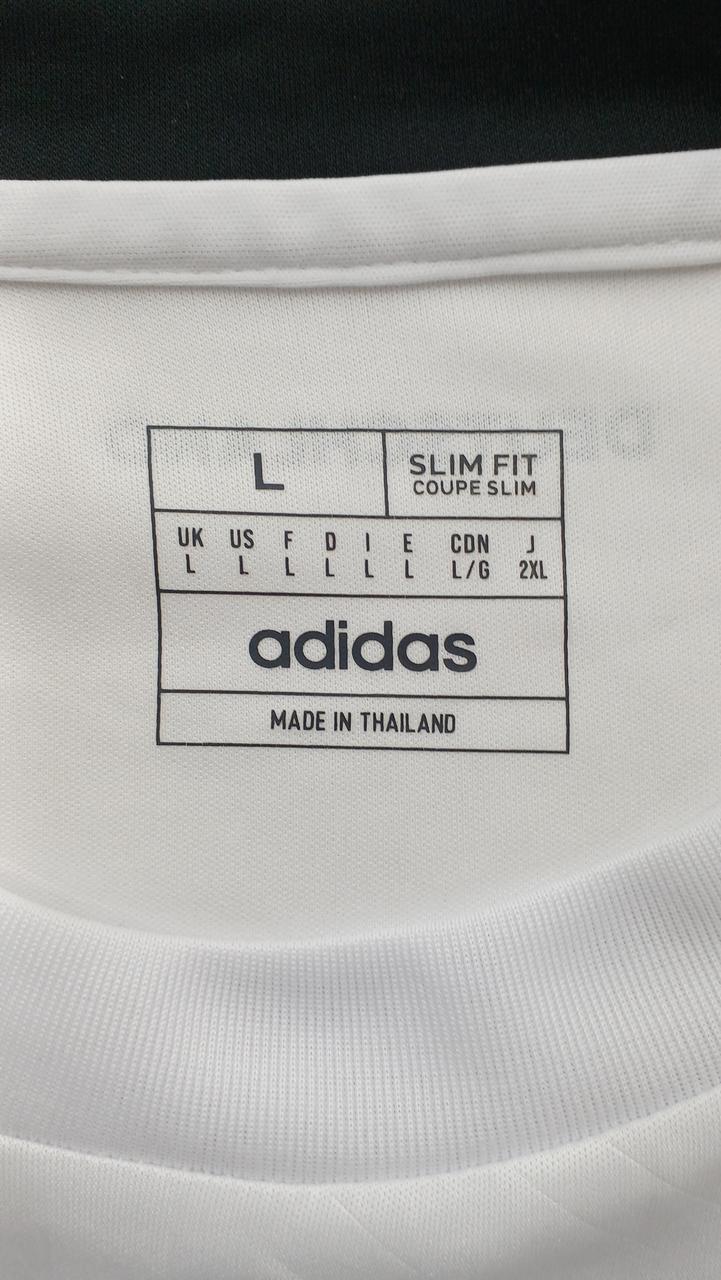 L
SLIM FIT
COUPE SLIM
UK US F D I E CDN J
L L L L L L L/G 2XL
adidas
MADE IN THAILAND